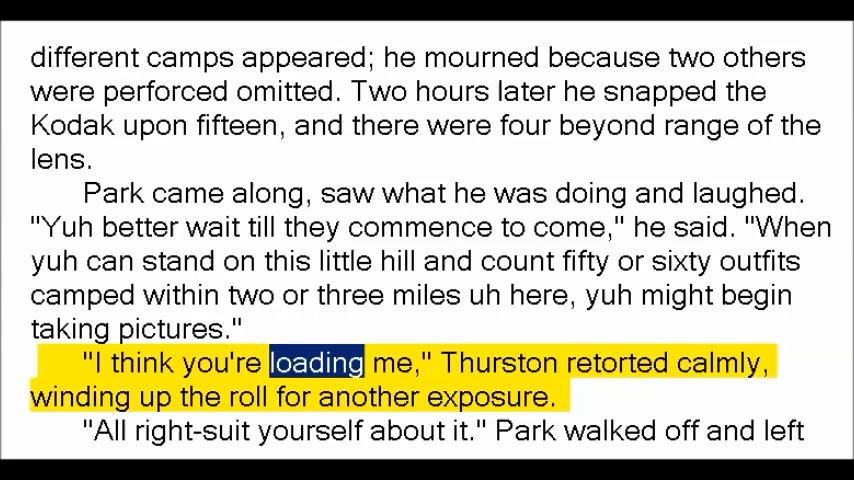 different camps appeared; he mourned because two others
were perforced omitted. Two hours later he snapped the
Kodak upon fifteen, and there were four beyond range of the
lens.
Park came along, saw what he was doing and laughed.
"Yuh better wait till they commence to come," he said. "When
yuh can stand on this little hill and count fifty or sixty outfits
camped within two or three miles uh here, yuh might begin
taking pictures."
"I think you're loading me," Thurston retorted calmly,
winding up the roll for another exposure.
"All right-suit yourself about it." Park walked off and left